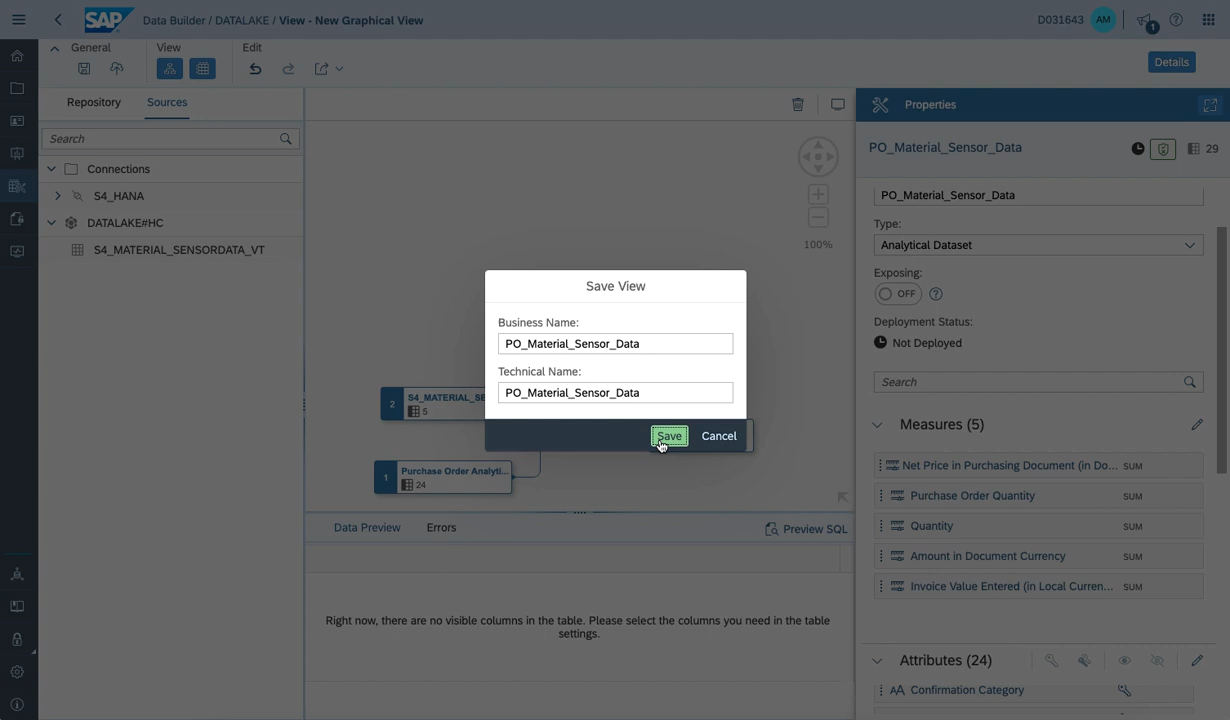 SAP
Data Builder / DATALAKE / View - New Graphical View
D031643
AM
1
General
View
Edit
Details
Repository
Sources
Search
Connections
S4_HANA
DATALAKE#HC
S4_MATERIAL_SENSORDATA_VT
100%
2
S4_MATERIAL_SE
5
1
Purchase Order Analyti...
24
Save View
Business Name:
PO_Material_Sensor_Data
Technical Name:
PO_Material_Sensor_Data
Save
Cancel
Data Preview
Errors
Preview SQL
Right now, there are no visible columns in the table. Please select the columns you need in the table
settings.
Properties
PO_Material_Sensor_Data
29
PO_Material_Sensor_Data
Type:
Analytical Dataset
Exposing:
OFF
Deployment Status:
Not Deployed
Search
Measures (5)
Net Price in Purchasing Document (in Do... SUM
Purchase Order Quantity SUM
Quantity SUM
Amount in Document Currency SUM
Invoice Value Entered (in Local Curren... SUM
Attributes (24)
AA Confirmation Category